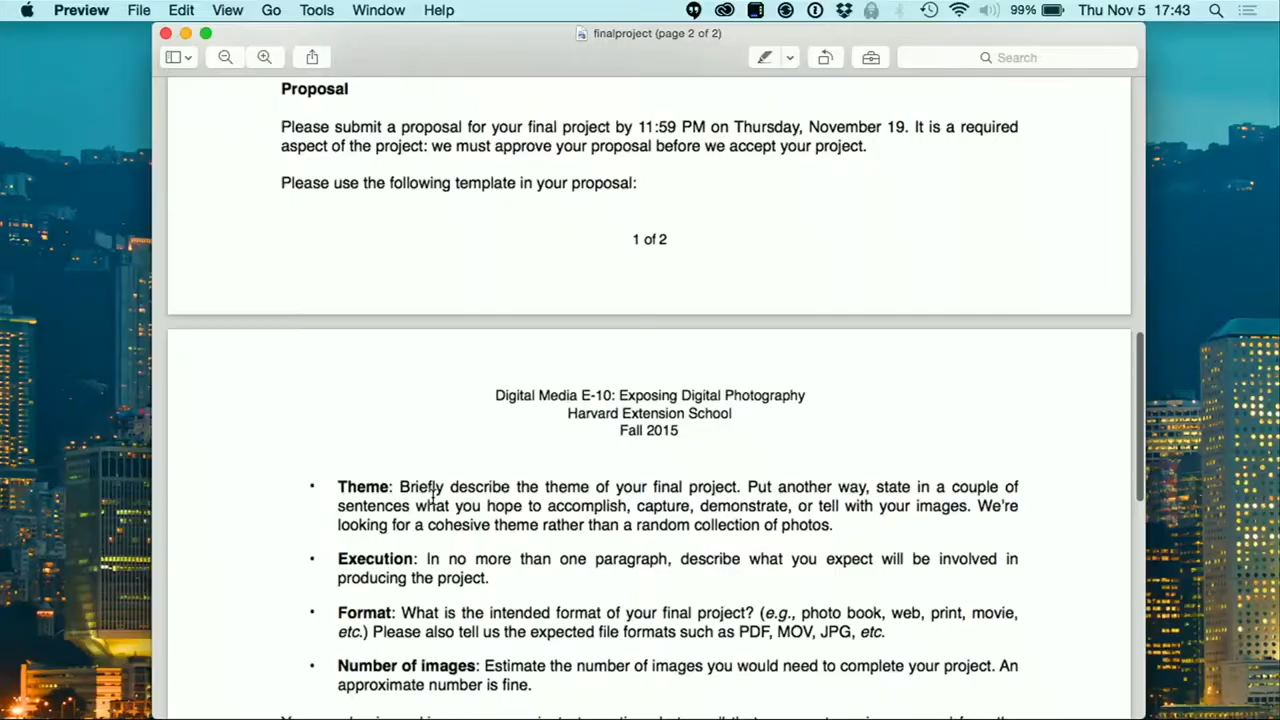 Preview File Edit View Go Tools Window Help 99% Thu Nov 5 17:43
finalproject (page 2 of 2)
Search
Proposal
Please submit a proposal for your final project by 11:59 PM on Thursday, November 19. It is a required
aspect of the project: we must approve your proposal before we accept your project.
Please use the following template in your proposal:
1 of 2
Digital Media E-10: Exposing Digital Photography
Harvard Extension School
Fall 2015
• Theme: Briefly describe the theme of your final project. Put another way, state in a couple of
sentences what you hope to accomplish, capture, demonstrate, or tell with your images. We're
looking for a cohesive theme rather than a random collection of photos.
• Execution: In no more than one paragraph, describe what you expect will be involved in
producing the project.
• Format: What is the intended format of your final project? (e.g., photo book, web, print, movie,
etc.) Please also tell us the expected file formats such as PDF, MOV, JPG, etc.
• Number of images: Estimate the number of images you would need to complete your project. An
approximate number is fine.